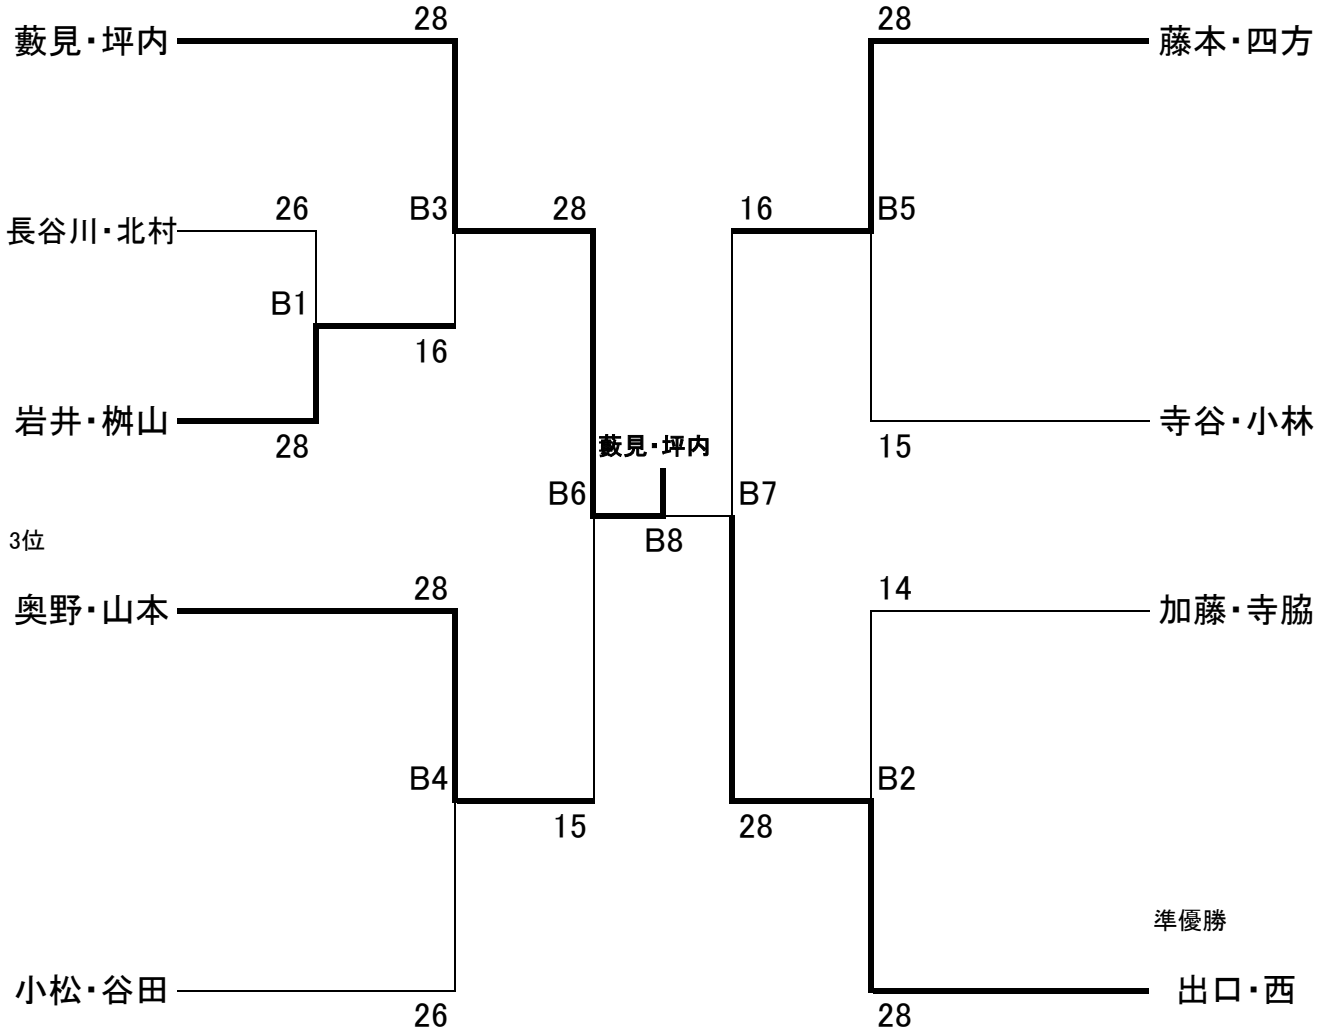 28 28
藪見・坪内 藤本・四方
26 B3 28 16 B5
長谷川・北村
B1
16
岩井・桝山 寺谷・小林
28 藪見・坪内 15
B6 B7
3位 B8
28 14
奥野・山本 加藤・寺脇
B4 B2
15 28
準優勝
小松・谷田 出口・西
26 28